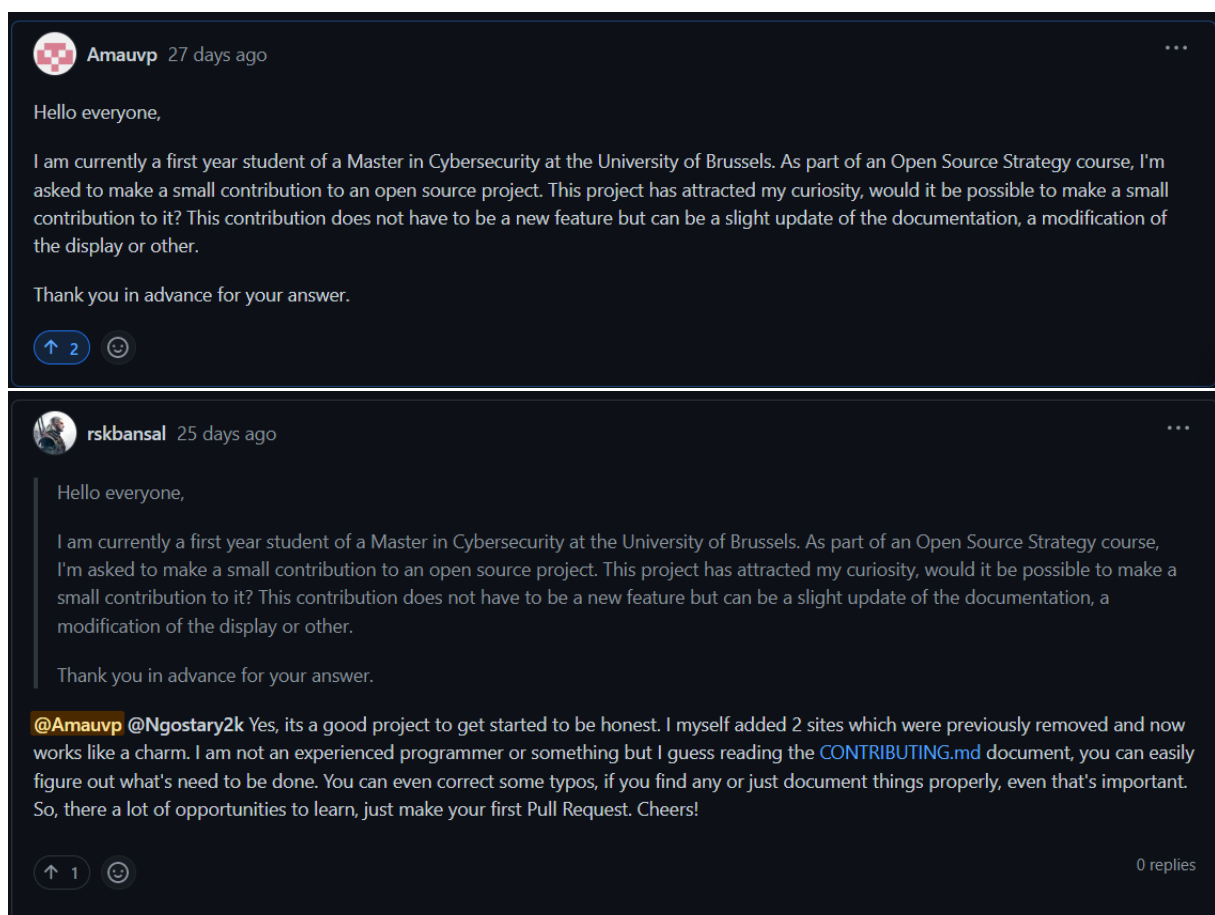 Amauvp 27 days ago
Hello everyone,
I am currently a first year student of a Master in Cybersecurity at the University of Brussels. As part of an Open Source Strategy course, I'm
asked to make a small contribution to an open source project. This project has attracted my curiosity, would it be possible to make a small
contribution to it? This contribution does not have to be a new feature but can be a slight update of the documentation, a modification of
the display or other.
Thank you in advance for your answer.
2
rskbansal 25 days ago
Hello everyone,
I am currently a first year student of a Master in Cybersecurity at the University of Brussels. As part of an Open Source Strategy course,
I'm asked to make a small contribution to an open source project. This project has attracted my curiosity, would it be possible to make a
small contribution to it? This contribution does not have to be a new feature but can be a slight update of the documentation, a
modification of the display or other.
Thank you in advance for your answer.
@Amauvp @Ngostary2k Yes, its a good project to get started to be honest. I myself added 2 sites which were previously removed and now
works like a charm. I am not an experienced programmer or something but I guess reading the CONTRIBUTING.md document, you can easily
figure out what's need to be done. You can even correct some typos, if you find any or just document things properly, even that's important.
So, there a lot of opportunities to learn, just make your first Pull Request. Cheers!
1
0 replies